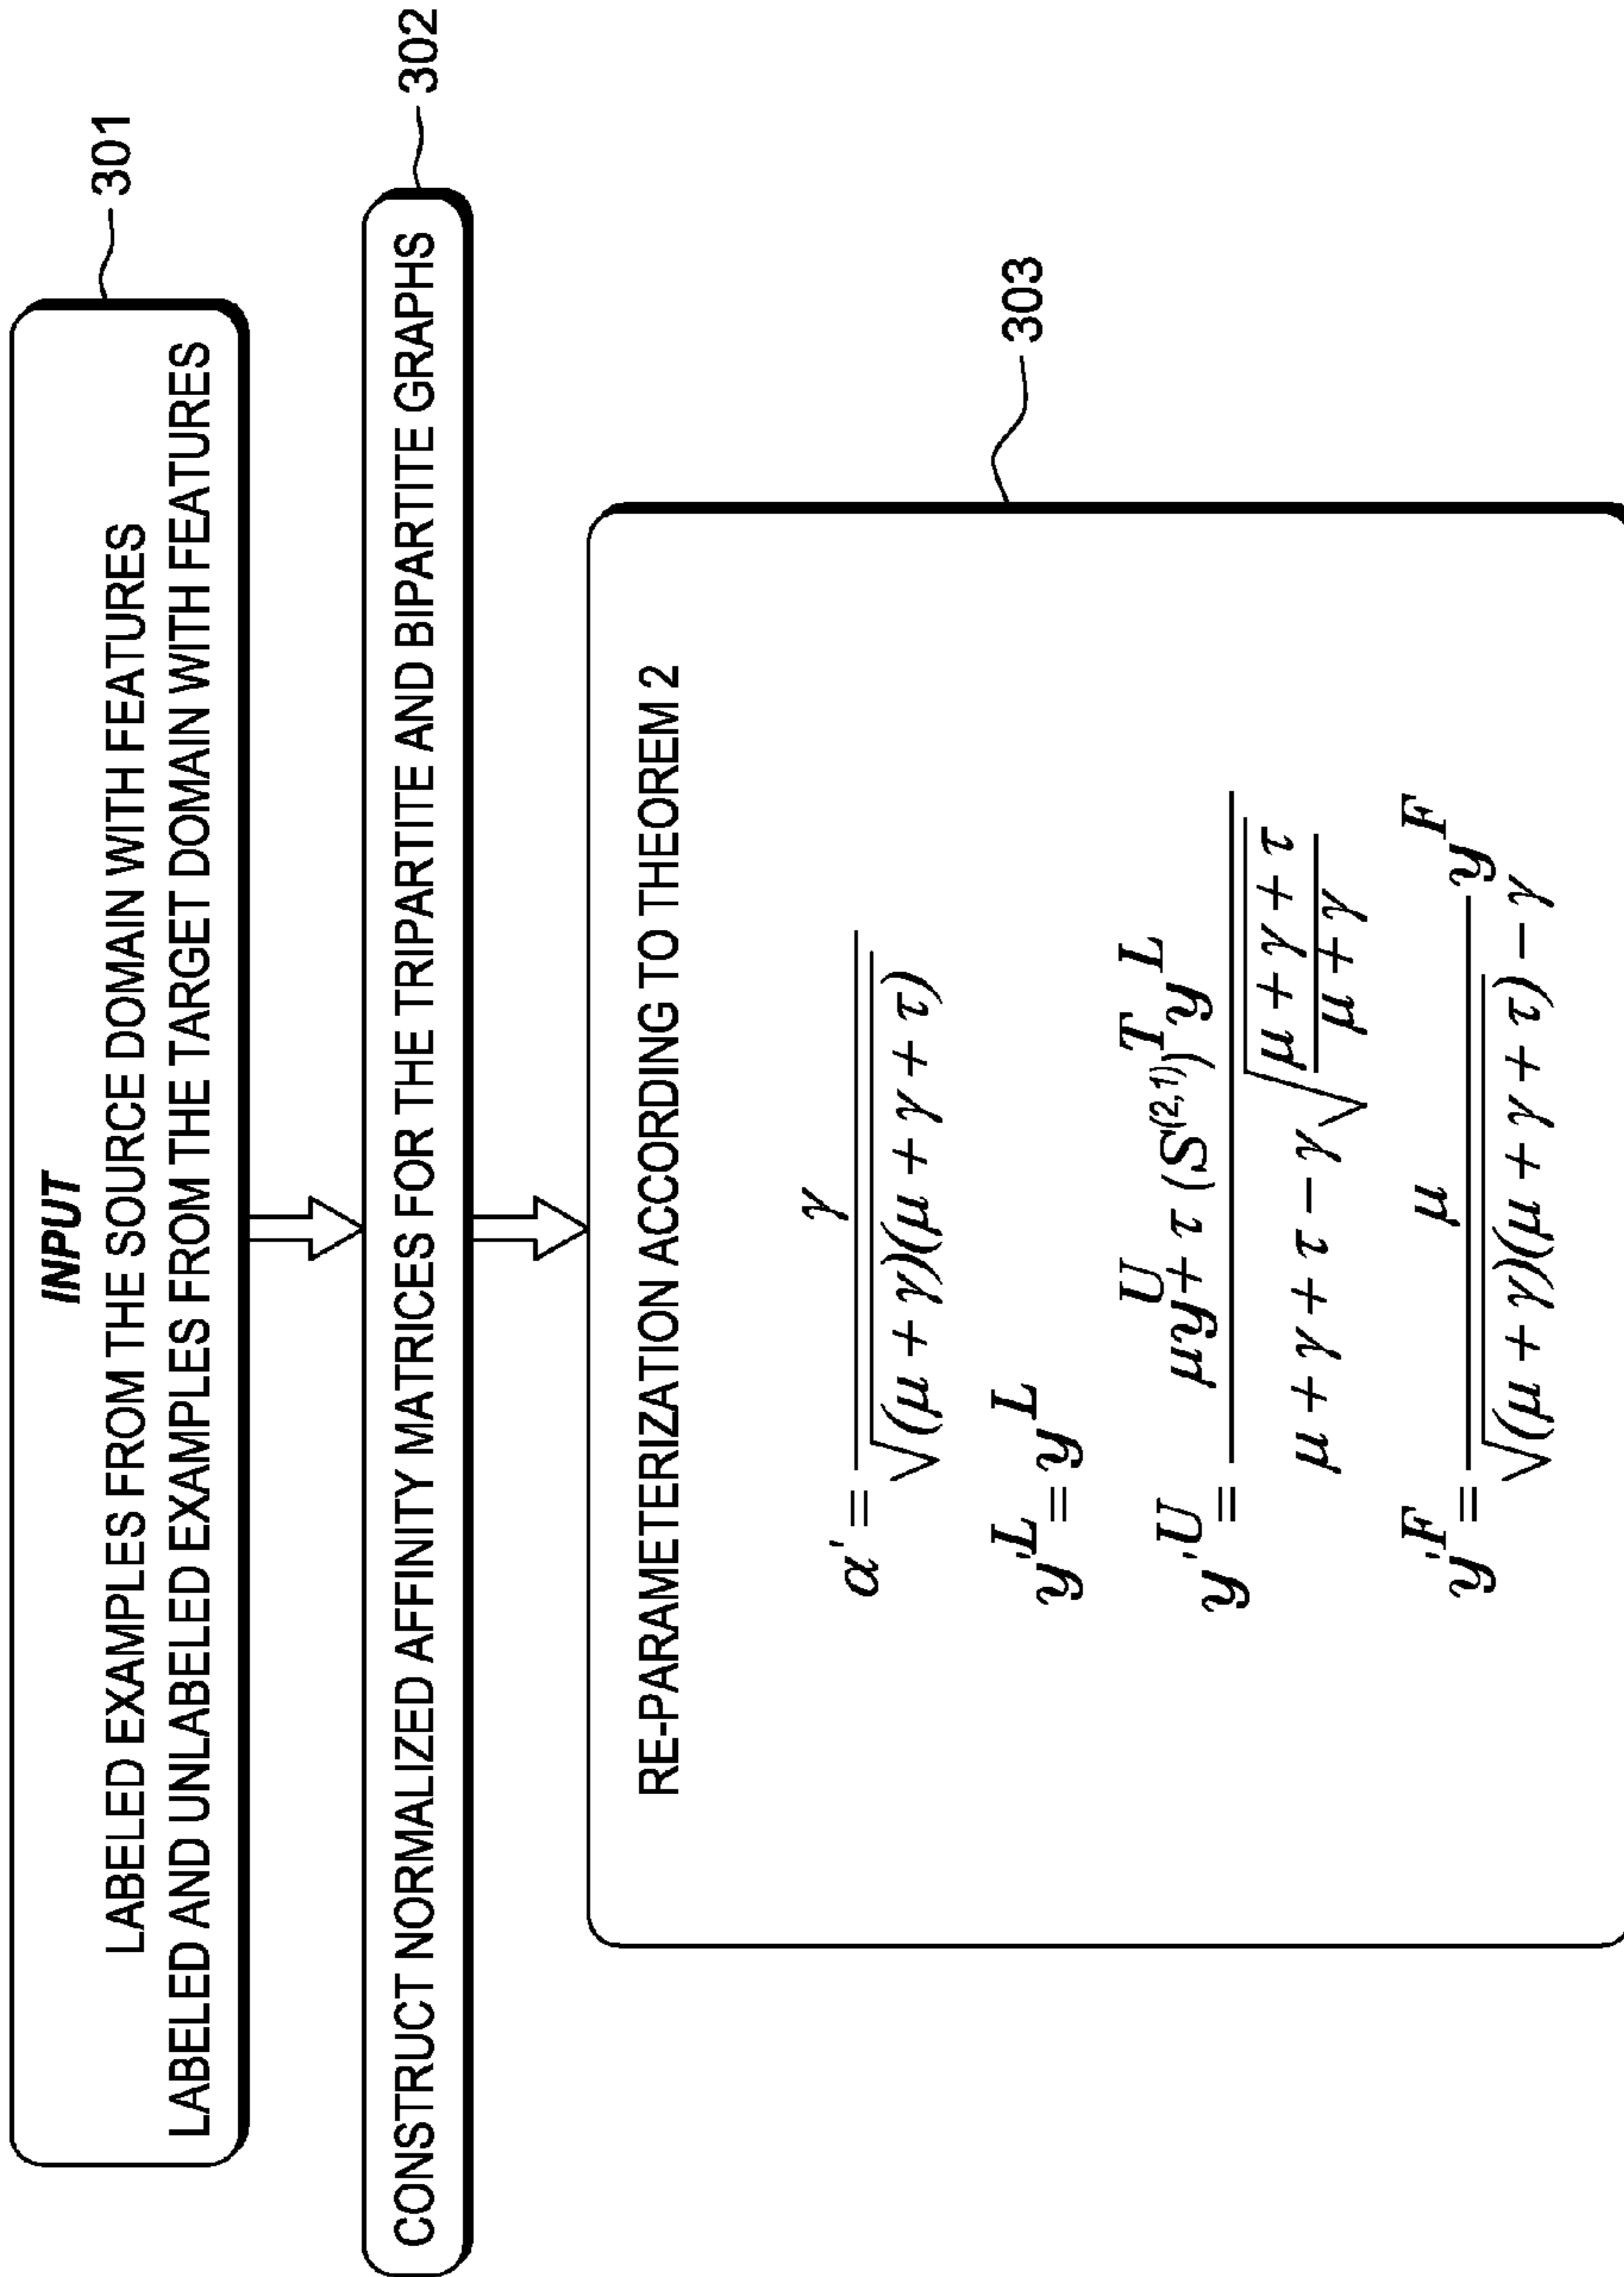 INPUT
LABELED EXAMPLES FROM THE SOURCE DOMAIN WITH FEATURES
LABELED AND UNLABELED EXAMPLES FROM THE TARGET DOMAIN WITH FEATURES
301
CONSTRUCT NORMALIZED AFFINITY MATRICES FOR THE TRIPARTITE AND BIPARTITE GRAPHS
302
RE-PARAMETERIZATION ACCORDING TO THEOREM 2
303
α' = γ / √((μ + γ)(μ + γ + τ))
y'^L = y^L
y'^U = (μy^U + τ (S^(2,1))^T y^L) / (μ + γ + τ − γ√((μ + γ + τ) / (μ + γ)))
y'^F = μ / (√((μ + γ)(μ + γ + τ)) − γ) y^F